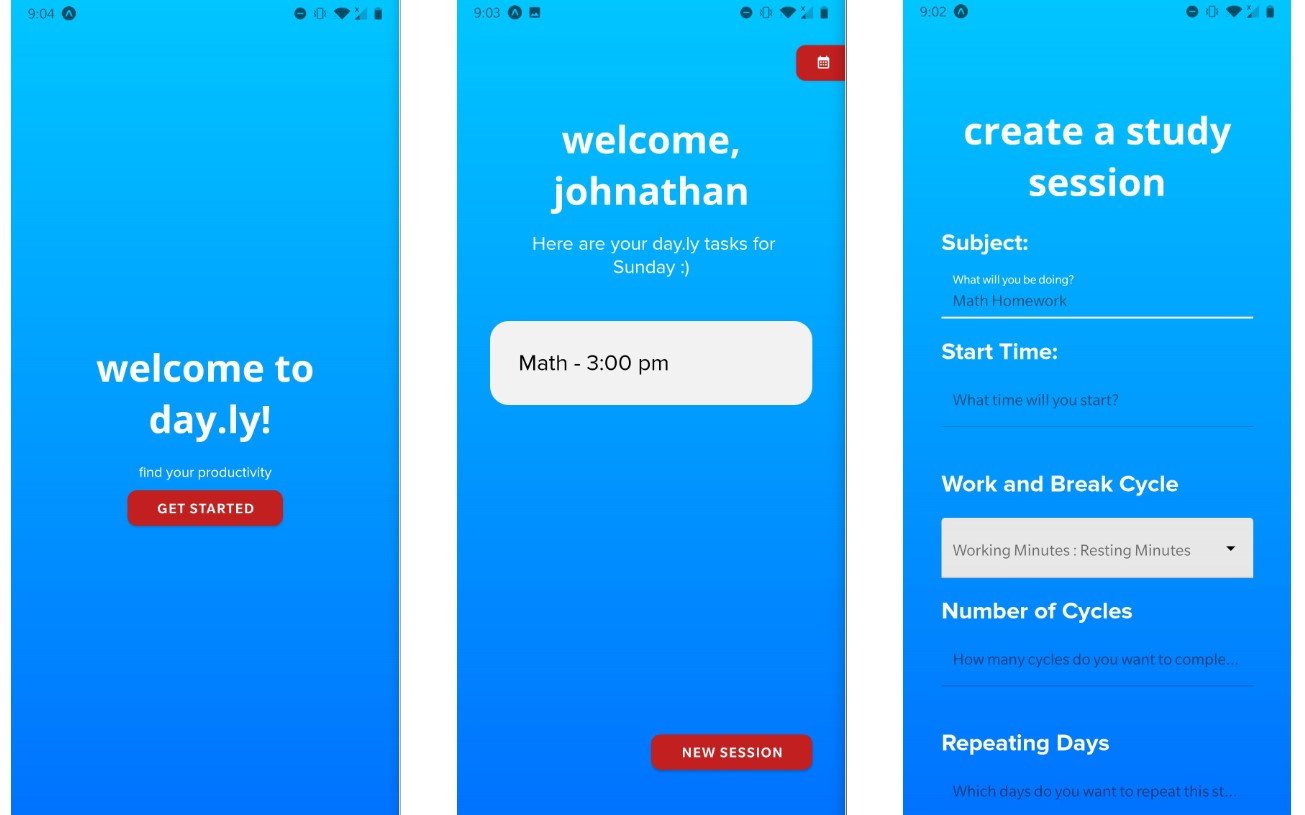 9:04
welcome to
day.ly!
find your productivity
GET STARTED
9:03
welcome,
johnathan
Here are your day.ly tasks for
Sunday :)
Math - 3:00 pm
NEW SESSION
9:02
create a study
session
Subject:
What will you be doing?
Math Homework
Start Time:
What time will you start?
Work and Break Cycle
Working Minutes : Resting Minutes
Number of Cycles
How many cycles do you want to comple...
Repeating Days
Which days do you want to repeat this st...